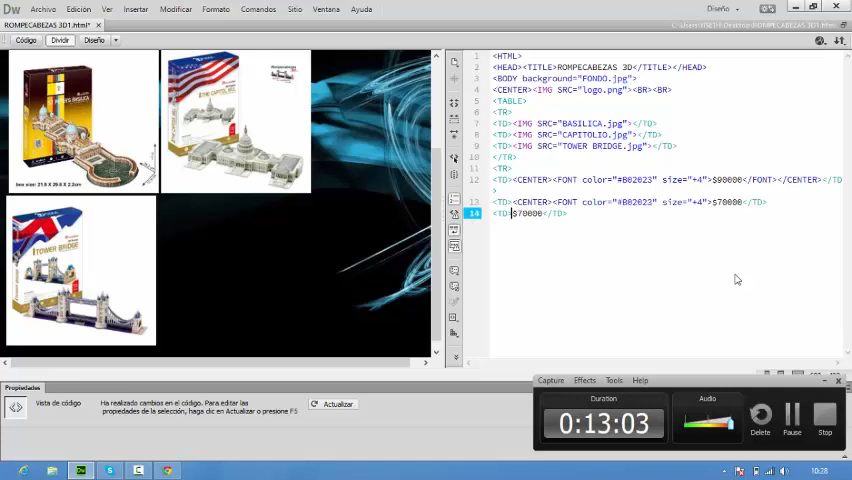 Dw Archivo Edición Ver Insertar Modificar Formato Comandos Sitio Ventana Ayuda
Diseño
ROMPECABEZAS 3D1.html*
Código Dividir Diseño
1 <HTML>
2 <HEAD><TITLE>ROMPECABEZAS 3D</TITLE></HEAD>
3 <BODY background="FONDO.jpg">
4 <CENTER><IMG SRC="logo.png"><BR><BR>
5 <TABLE>
6 <TR>
7 <TD><IMG SRC="BASILICA.jpg"></TD>
8 <TD><IMG SRC="CAPITOLIO.jpg"></TD>
9 <TD><IMG SRC="TOWER BRIDGE.jpg"></TD>
10 </TR>
11 <TR>
12 <TD><CENTER><FONT color="#B02023" size="+4">$90000</FONT></CENTER></TD
>
13 <TD><CENTER><FONT color="#B02023" size="+4">$70000</TD>
14 <TD>$70000</TD>
TOWER BRIDGE
Propiedades
Vista de código
Ha realizado cambios en el código. Para editar las
propiedades de la selección, haga clic en Actualizar o presione F5
Actualizar
Capture Effects Tools Help
Duration
0:13:03
Audio
Delete Pause Stop
10:28